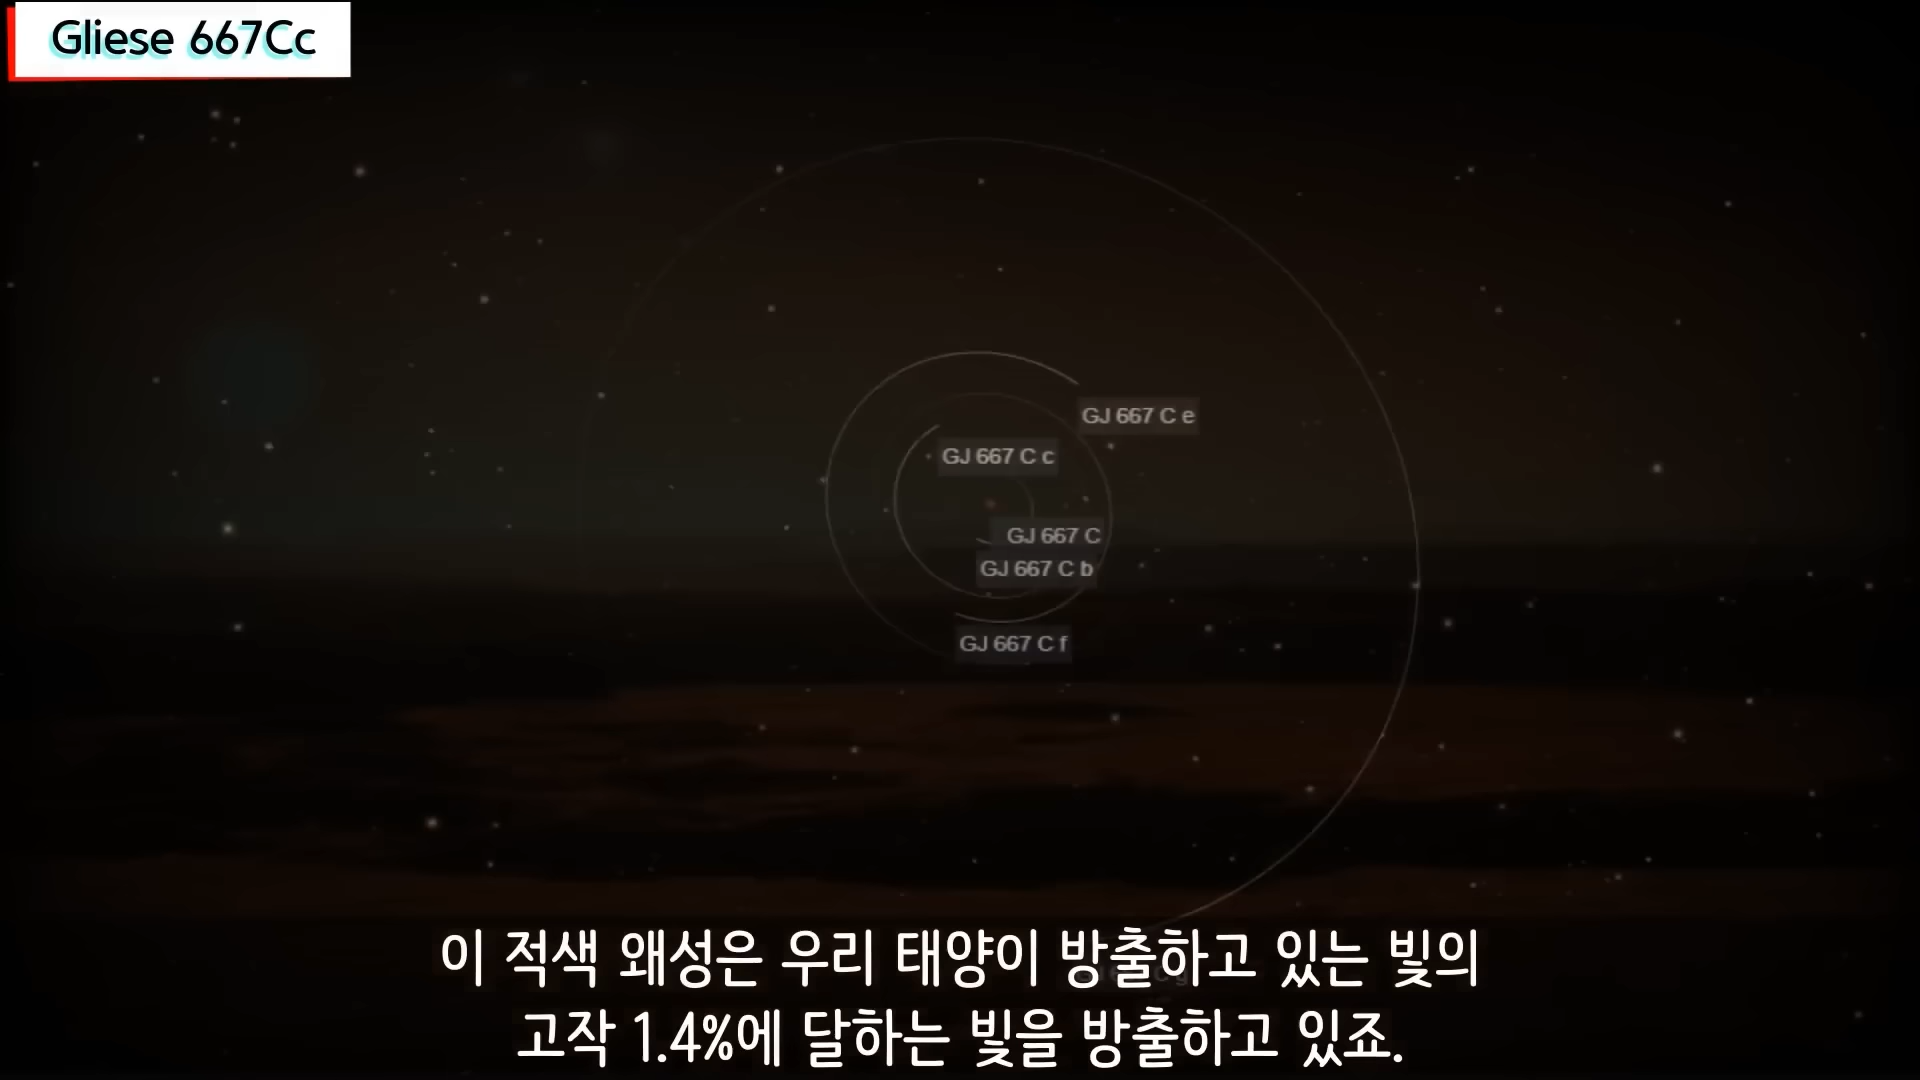 Gliese 667Cc
GJ 667 C e
GJ 667 C c
GJ 667 C
GJ 667 C b
GJ 667 C f
이 적색 왜성은 우리 태양이 방출하고 있는 빛의
고작 1.4%에 달하는 빛을 방출하고 있죠.